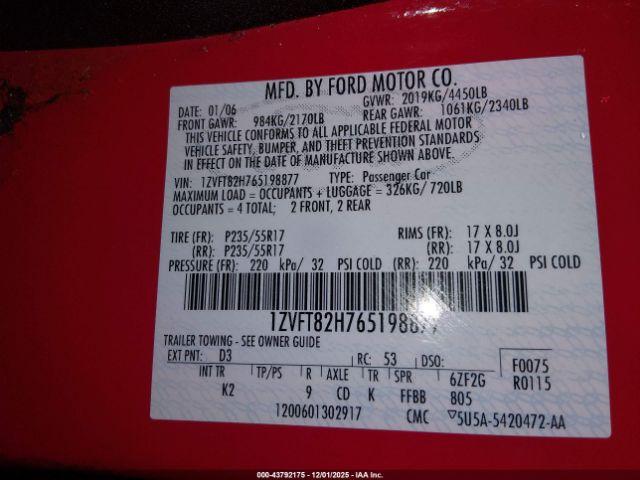 MFD. BY FORD MOTOR CO.
DATE: 01/06 GVWR: 2019KG/4450LB
FRONT GAWR: 984KG/2170LB REAR GAWR: 1061KG/2340LB
THIS VEHICLE CONFORMS TO ALL APPLICABLE FEDERAL MOTOR
VEHICLE SAFETY, BUMPER, AND THEFT PREVENTION STANDARDS
IN EFFECT ON THE DATE OF MANUFACTURE SHOWN ABOVE.
VIN: 1ZVFT82H765198877 TYPE: Passenger Car
MAXIMUM LOAD = OCCUPANTS + LUGGAGE = 326KG/ 720LB
OCCUPANTS = 4 TOTAL; 2 FRONT, 2 REAR
TIRE (FR): P235/55R17 RIMS (FR): 17 X 8.0J
(RR): P235/55R17 (RR): 17 X 8.0J
PRESSURE (FR): 220 kPa/ 32 PSI COLD (RR): 220 kPa/ 32 PSI COLD
1ZVFT82H765198877
TRAILER TOWING - SEE OWNER GUIDE
EXT PNT: D3 RC: 53 DSO: F0075
INT TR TP/PS R AXLE TR SPR 6ZF2G R0115
K2 9 CD K FFBB 805
1200601302917 CMC ▽5U5A-5420472-AA
000-43792175 • 12/01/2025 • IAA Inc.